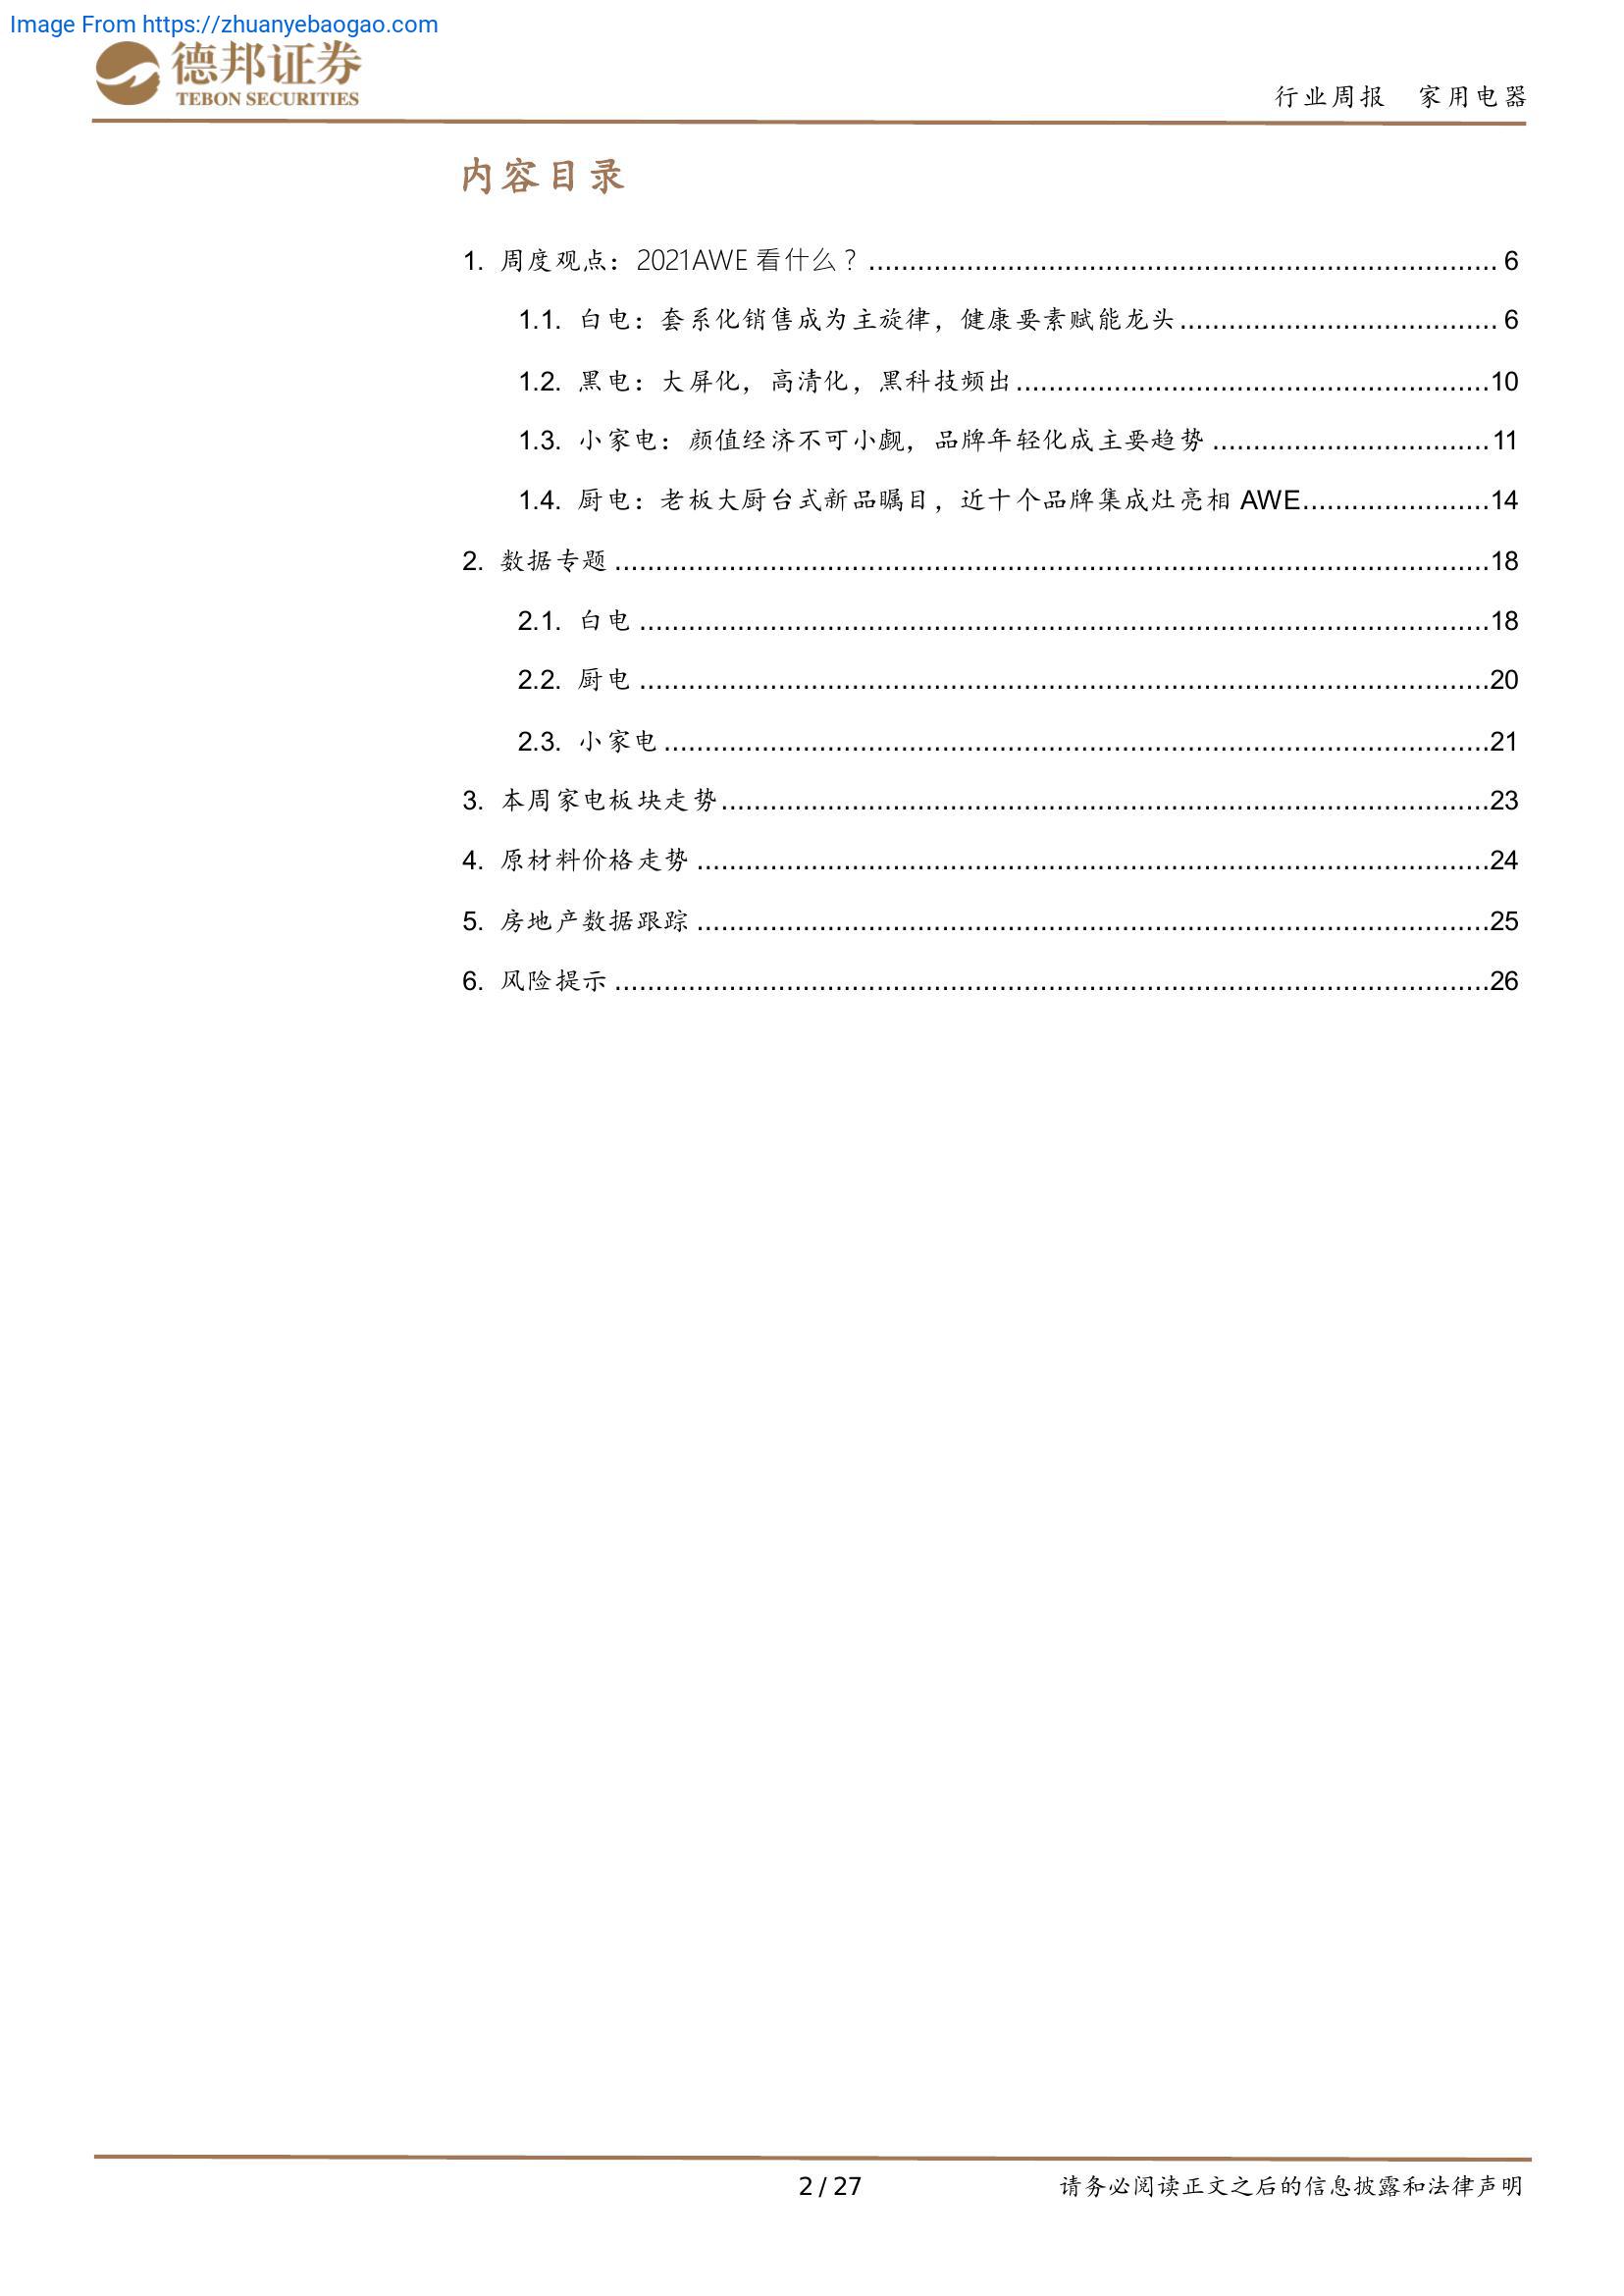 Image From https://zhuanyebaogao.com
德邦证券
TEBON SECURITIES
行业周报 家用电器
内容目录
1. 周度观点：2021AWE 看什么？ 6
1.1. 白电：套系化销售成为主旋律，健康要素赋能龙头 6
1.2. 黑电：大屏化，高清化，黑科技频出 10
1.3. 小家电：颜值经济不可小觑，品牌年轻化成主要趋势 11
1.4. 厨电：老板大厨台式新品瞩目，近十个品牌集成灶亮相 AWE 14
2. 数据专题 18
2.1. 白电 18
2.2. 厨电 20
2.3. 小家电 21
3. 本周家电板块走势 23
4. 原材料价格走势 24
5. 房地产数据跟踪 25
6. 风险提示 26
2 / 27 请务必阅读正文之后的信息披露和法律声明